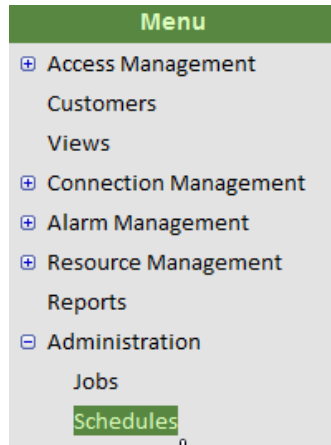 Menu
Access Management
Customers
Views
Connection Management
Alarm Management
Resource Management
Reports
Administration
Jobs
Schedules